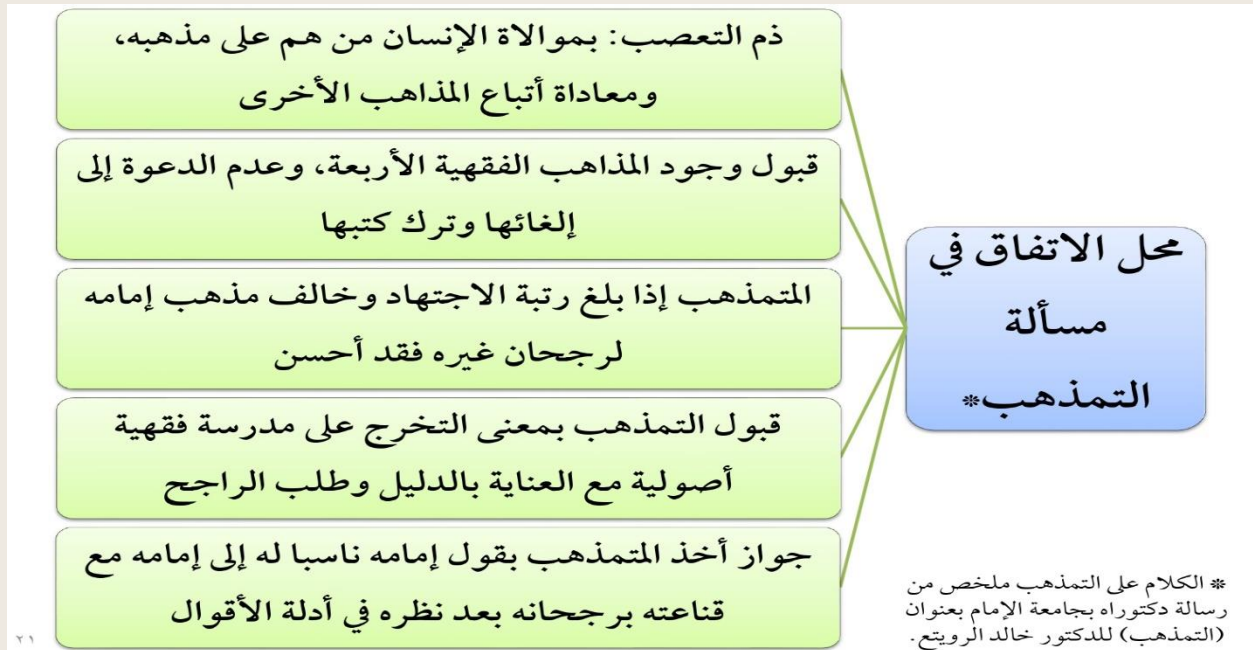 محل الاتفاق في
مسألة
التمذهب*
ذم التعصب: بموالاة الإنسان من هم على مذهبه،
ومعاداة أتباع المذاهب الأخرى
قبول وجود المذاهب الفقهية الأربعة، وعدم الدعوة إلى
إلغائها وترك كتبها
المتمذهب إذا بلغ رتبة الاجتهاد وخالف مذهب إمامه
لرجحان غيره فقد أحسن
قبول التمذهب بمعنى التخرج على مدرسة فقهية
أصولية مع العناية بالدليل وطلب الراجح
جواز أخذ المتمذهب بقول إمامه ناسبا له إلى إمامه مع
قناعته برجحانه بعد نظره في أدلة الأقوال
* الكلام على التمذهب ملخص من
رسالة دكتوراه بجامعة الإمام بعنوان
(التمذهب) للدكتور خالد الرويتع.
٢١